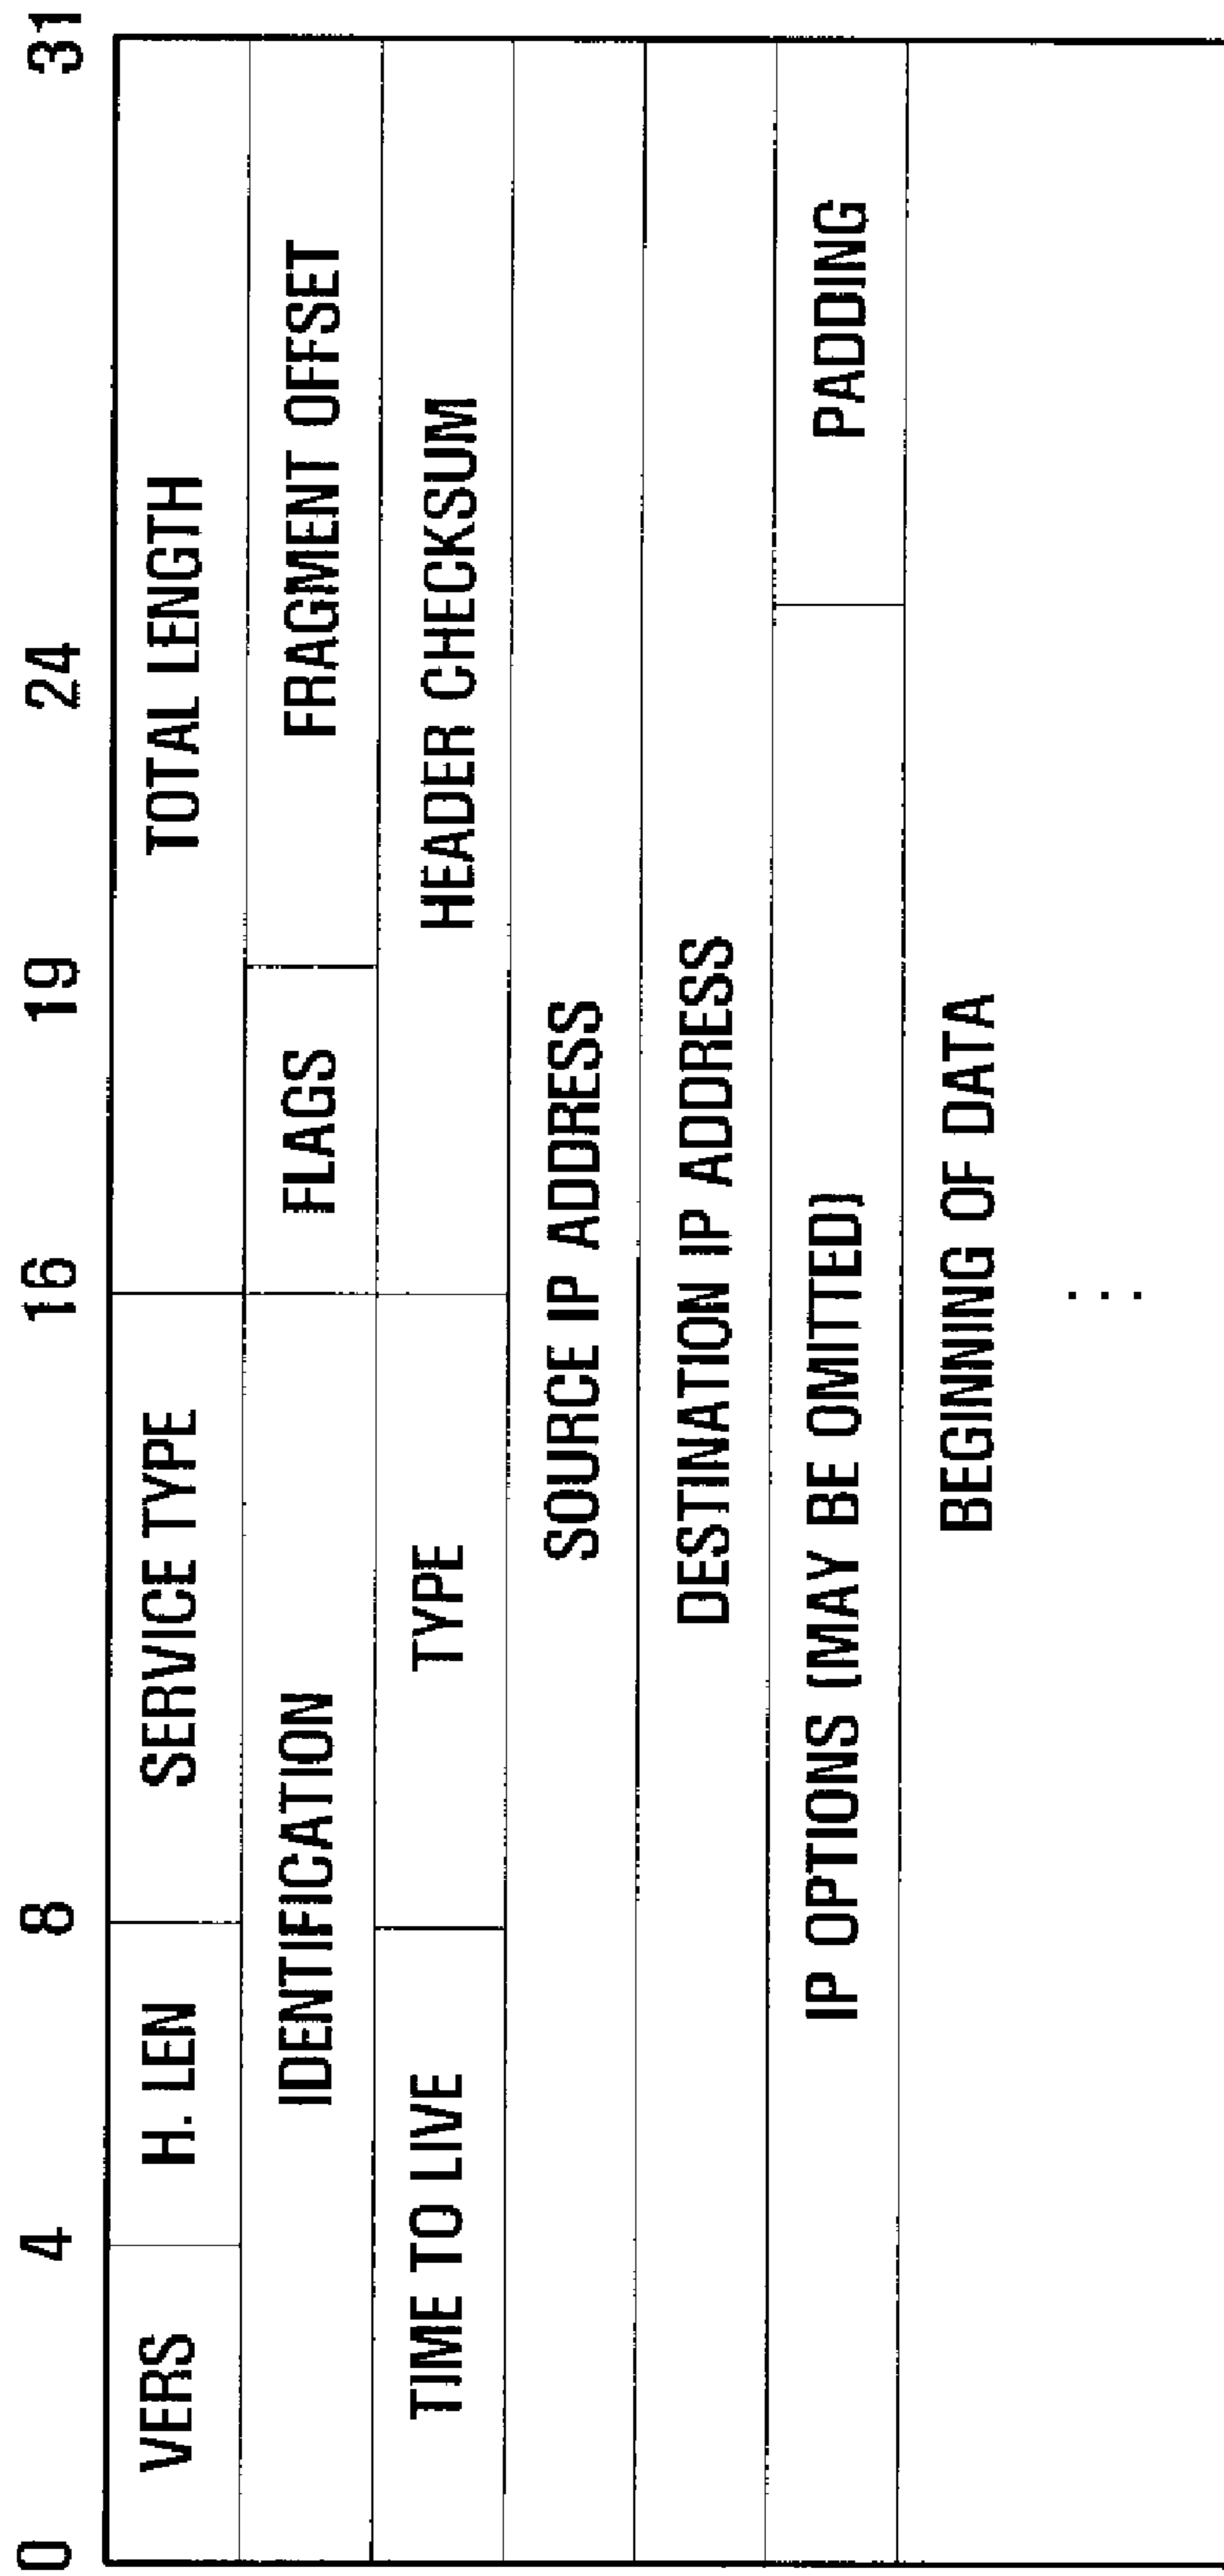 0 4 8 16 19 24 31
VERS H. LEN SERVICE TYPE TOTAL LENGTH
IDENTIFICATION FLAGS FRAGMENT OFFSET
TIME TO LIVE TYPE HEADER CHECKSUM
SOURCE IP ADDRESS
DESTINATION IP ADDRESS
IP OPTIONS (MAY BE OMITTED) PADDING
BEGINNING OF DATA
...